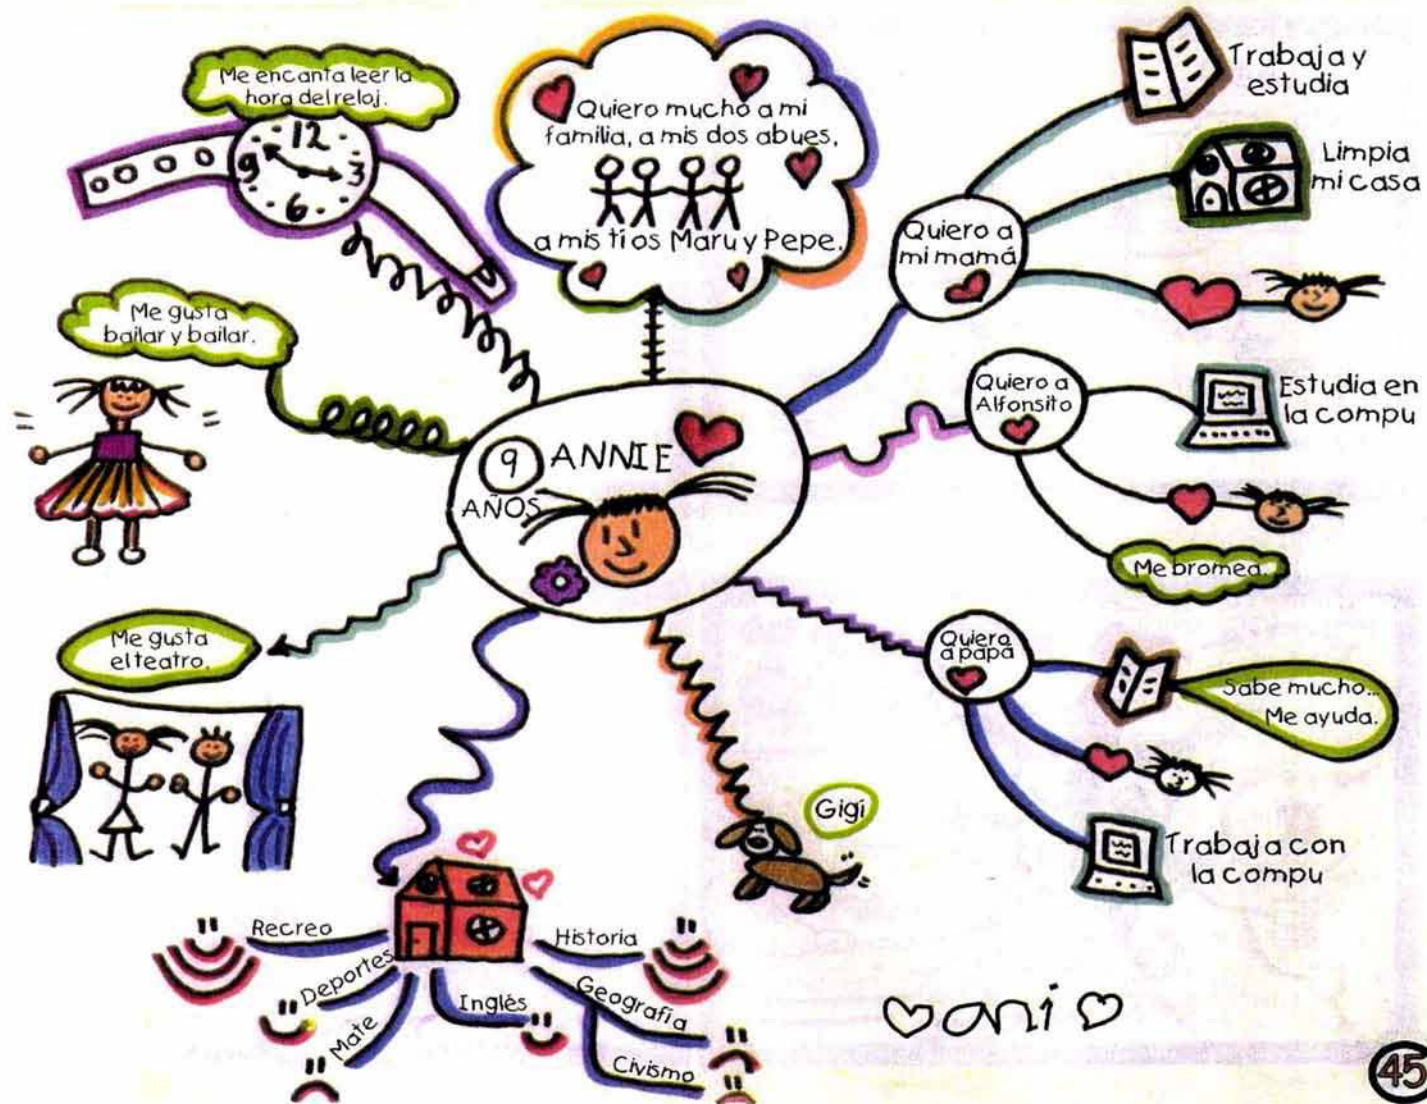 Me encanta leer la
hora del reloj.
12
3
6
9
Quiero mucho a mi
familia, a mis dos abues,
a mis tíos Maru y Pepe.
Quiero a
mi mamá
Trabaja y
estudia
Limpia
mi casa
Me gusta
bailar y bailar.
9
AÑOS
ANNIE
Quiero a
Alfonsito
Estudia en
la compu
Me bromea.
Me gusta
el teatro.
Quiero
a papá
Sabe mucho...
Me ayuda.
Trabaja con
la compu
Gigí
Recreo
Deportes
Mate
Inglés
Historia
Geografía
Civismo
ani
45